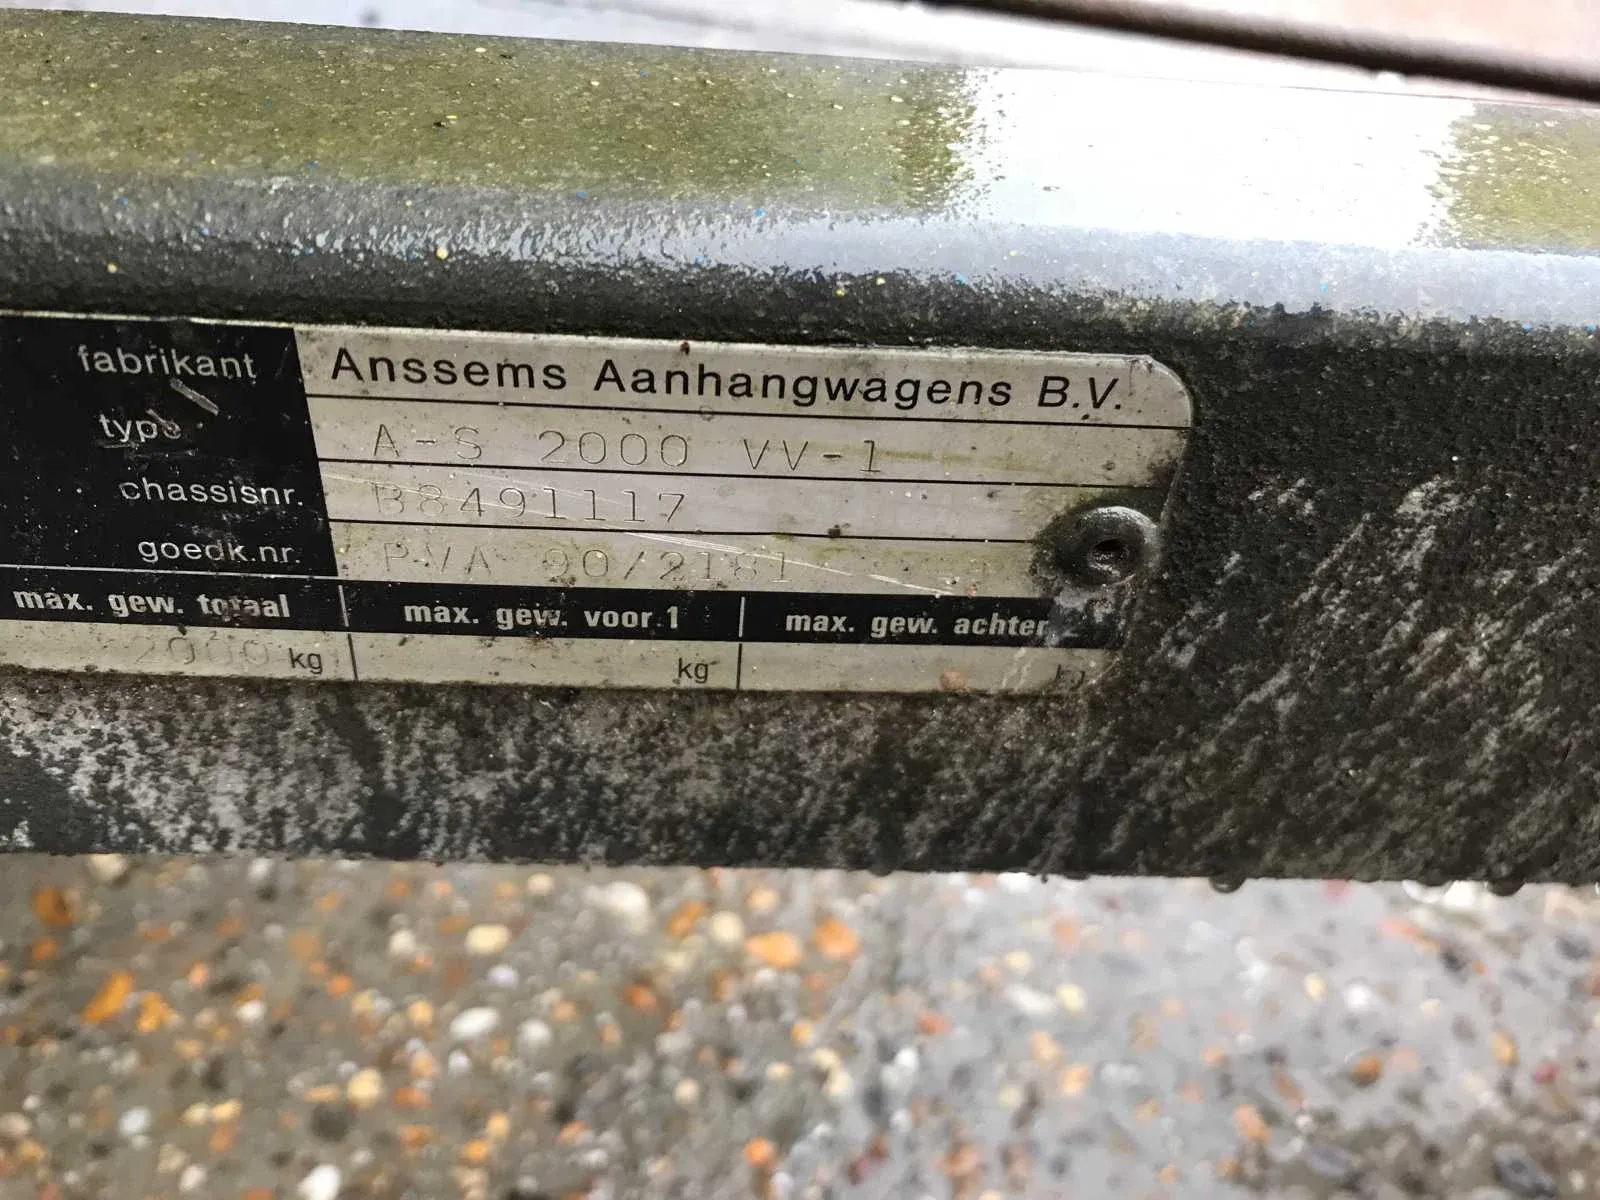 fabrikant Anssems Aanhangwagens B.V.
type A-S 2000 VV-1
chassisnr. B8491117
goedk.nr. PVA 90/2181
max. gew. totaal | max. gew. voor 1 | max. gew. achter
2000 kg kg kg